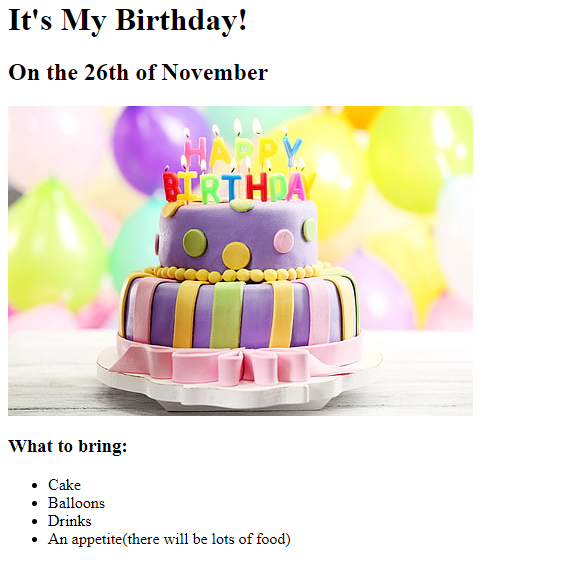 It's My Birthday!
On the 26th of November
HAPPY
BIRTHDAY
What to bring:
Cake
Balloons
Drinks
An appetite(there will be lots of food)